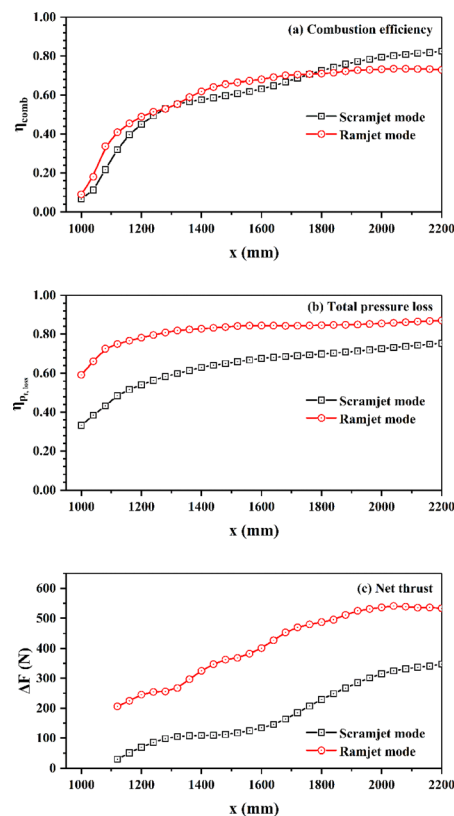 (a) Combustion efficiency
1.00
0.80
0.60
0.40
0.20
0.00
ηcomb
Scramjet mode
Ramjet mode
1000 1200 1400 1600 1800 2000 2200
x (mm)
(b) Total pressure loss
1.00
0.80
0.60
0.40
0.20
0.00
ηPt, loss
Scramjet mode
Ramjet mode
1000 1200 1400 1600 1800 2000 2200
x (mm)
(c) Net thrust
600
500
400
300
200
100
0
ΔF (N)
Scramjet mode
Ramjet mode
1000 1200 1400 1600 1800 2000 2200
x (mm)